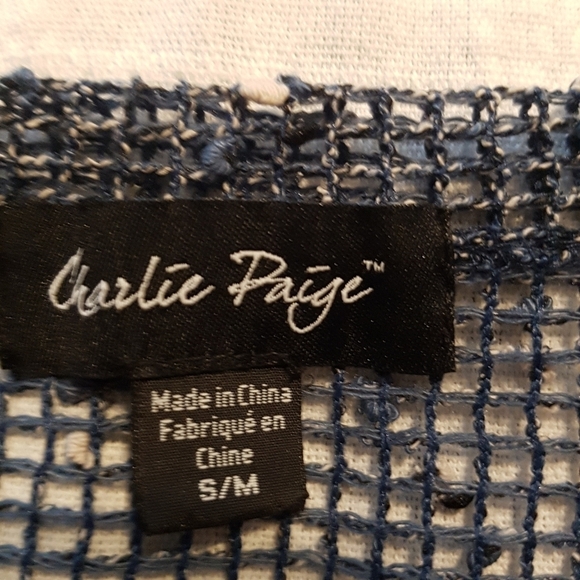 Charlie Paige™
Made in China
Fabriqué en
Chine
S/M